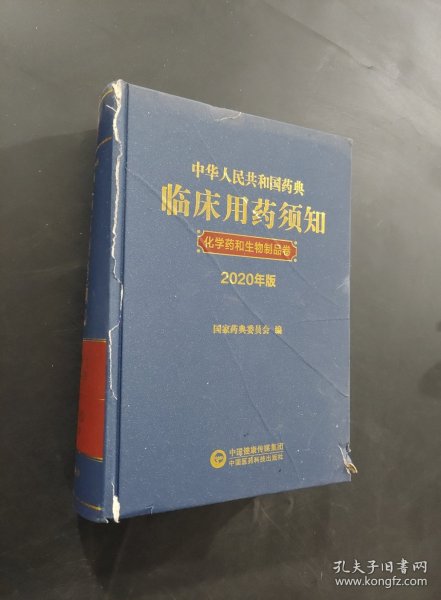 中华人民共和国药典
临床用药须知
化学药和生物制品卷
2020年版
国家药典委员会 编
中国健康传媒集团
中国医药科技出版社
孔夫子旧书网
www.kongfz.com